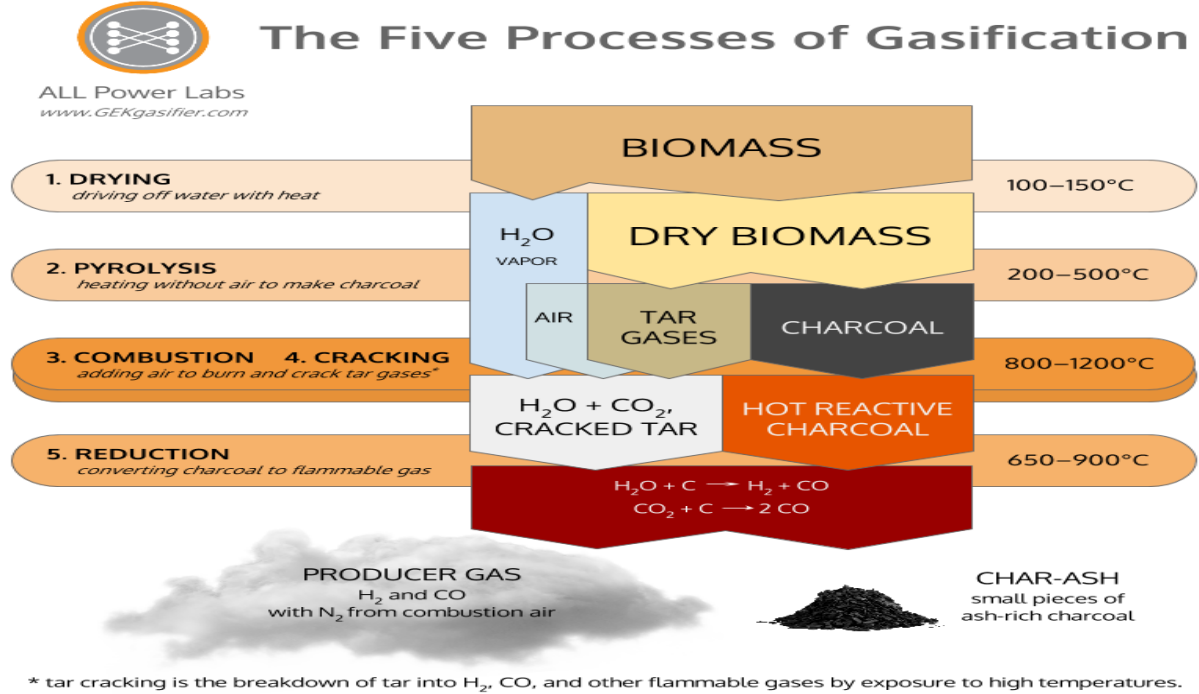 The Five Processes of Gasification
ALL Power Labs
www.GEKgasifier.com
BIOMASS
1. DRYING
driving off water with heat
100–150°C
H₂O
VAPOR
DRY BIOMASS
2. PYROLYSIS
heating without air to make charcoal
200–500°C
AIR
TAR
GASES
CHARCOAL
3. COMBUSTION 4. CRACKING
adding air to burn and crack tar gases*
800–1200°C
H₂O + CO₂,
CRACKED TAR
HOT REACTIVE
CHARCOAL
5. REDUCTION
converting charcoal to flammable gas
650–900°C
H₂O + C → H₂ + CO
CO₂ + C → 2 CO
PRODUCER GAS
H₂ and CO
with N₂ from combustion air
CHAR-ASH
small pieces of
ash-rich charcoal
* tar cracking is the breakdown of tar into H₂, CO, and other flammable gases by exposure to high temperatures.